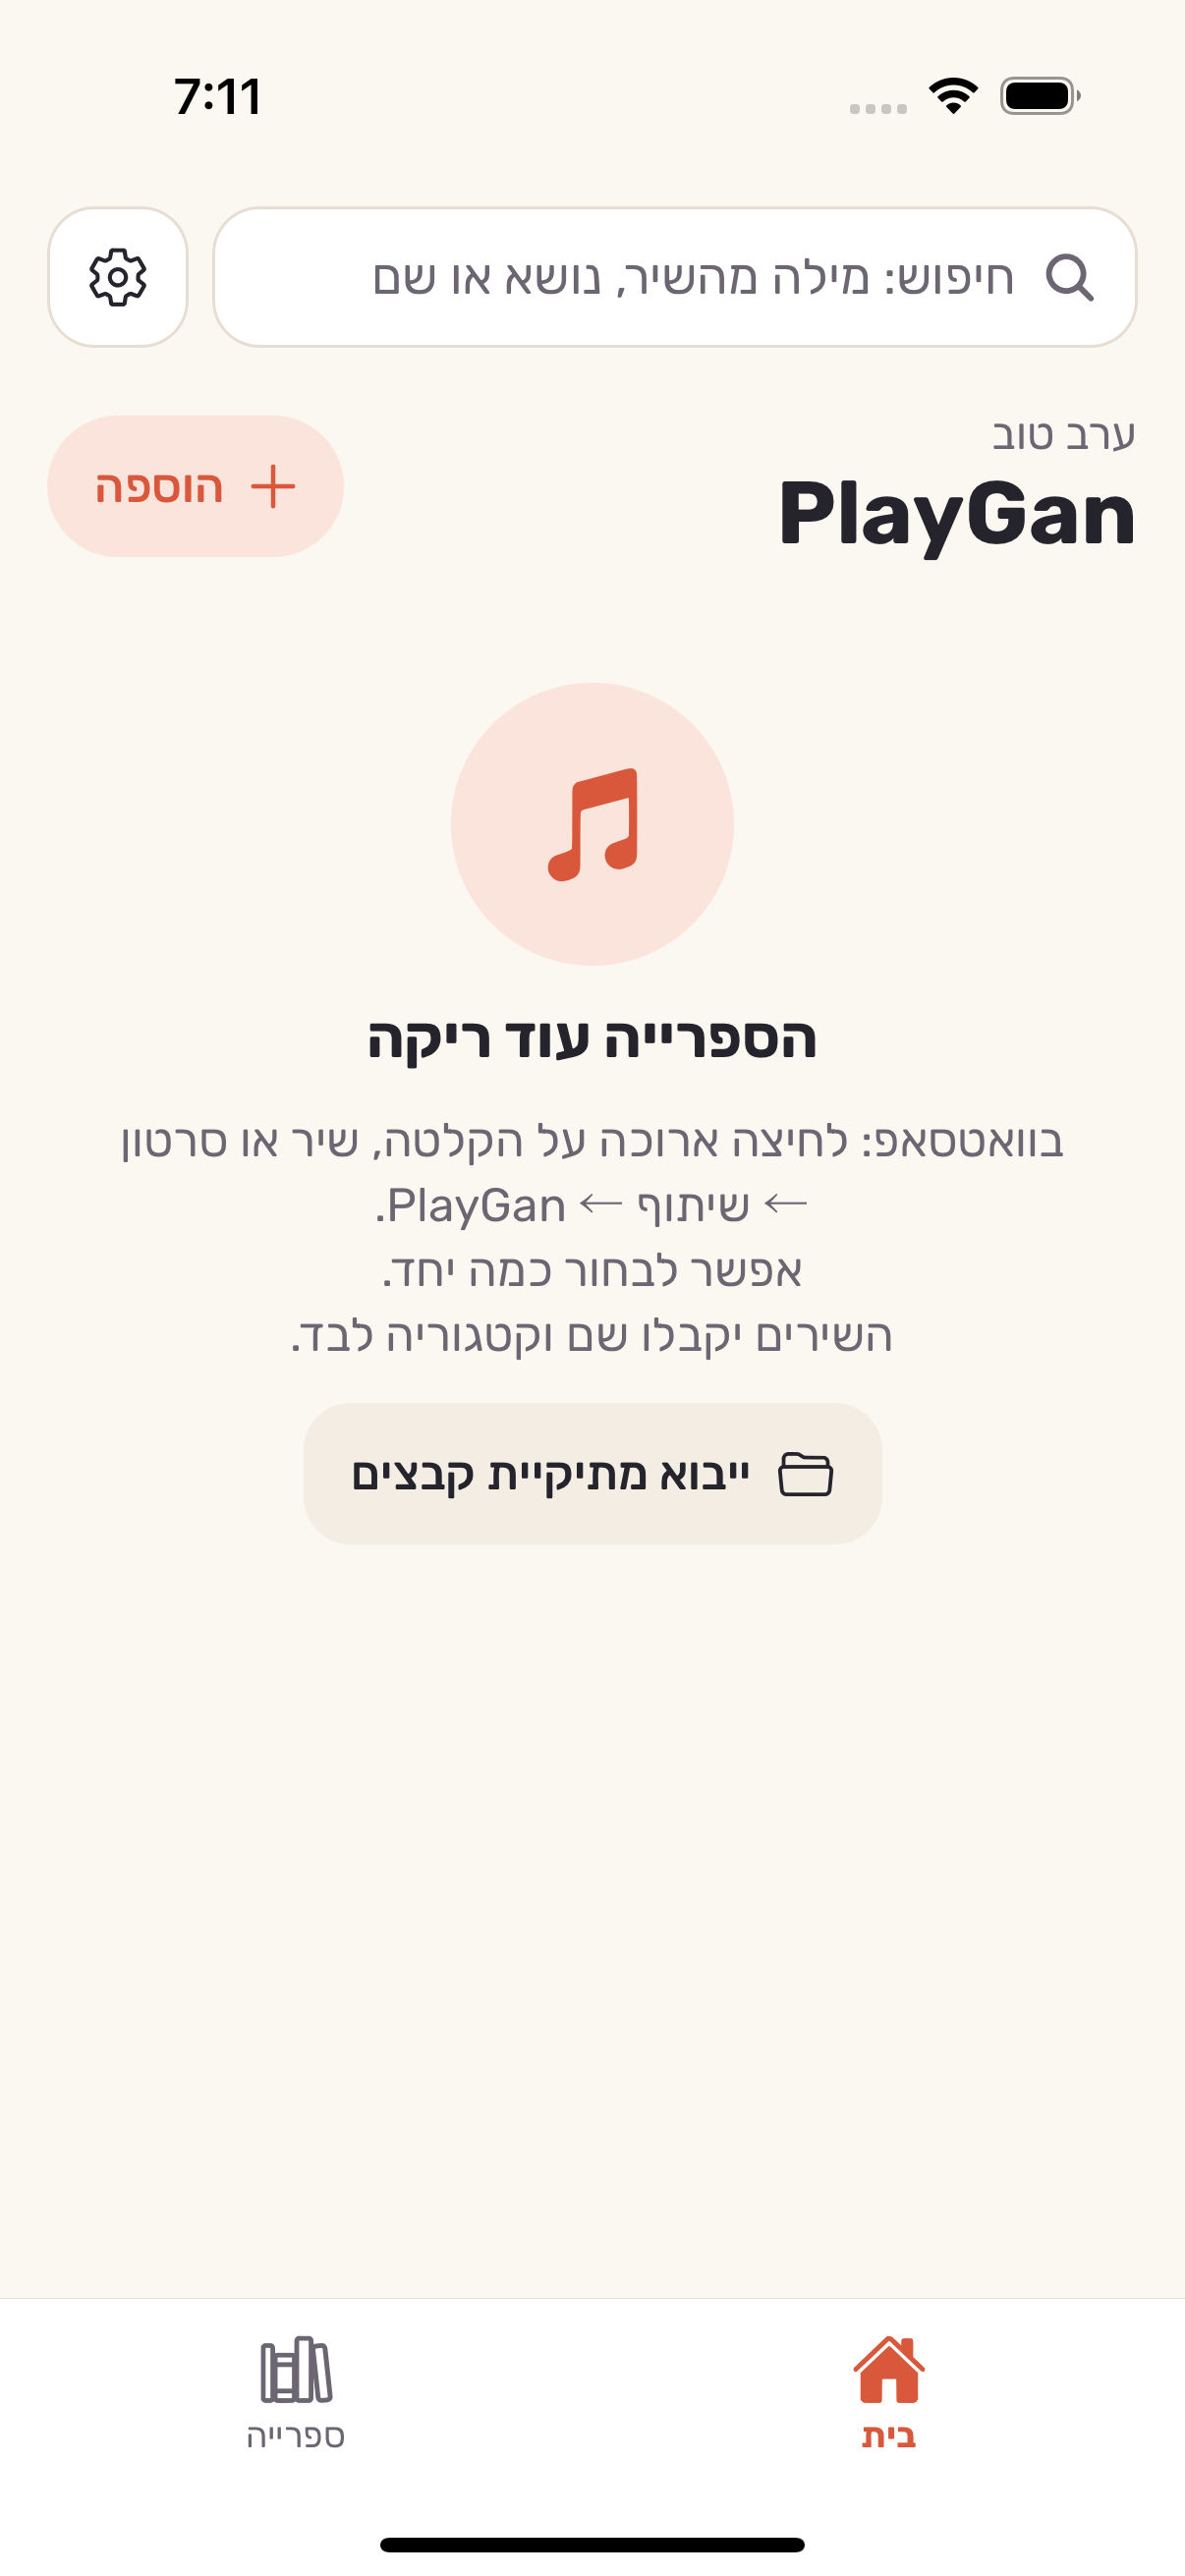 7:11
חיפוש: מילה מהשיר, נושא או שם
ערב טוב
PlayGan
הוספה
הספרייה עוד ריקה
בוואטסאפ: לחיצה ארוכה על הקלטה, שיר או סרטון
← שיתוף ← PlayGan.
אפשר לבחור כמה יחד.
השירים יקבלו שם וקטגוריה לבד.
ייבוא מתיקיית קבצים
בית
ספרייה